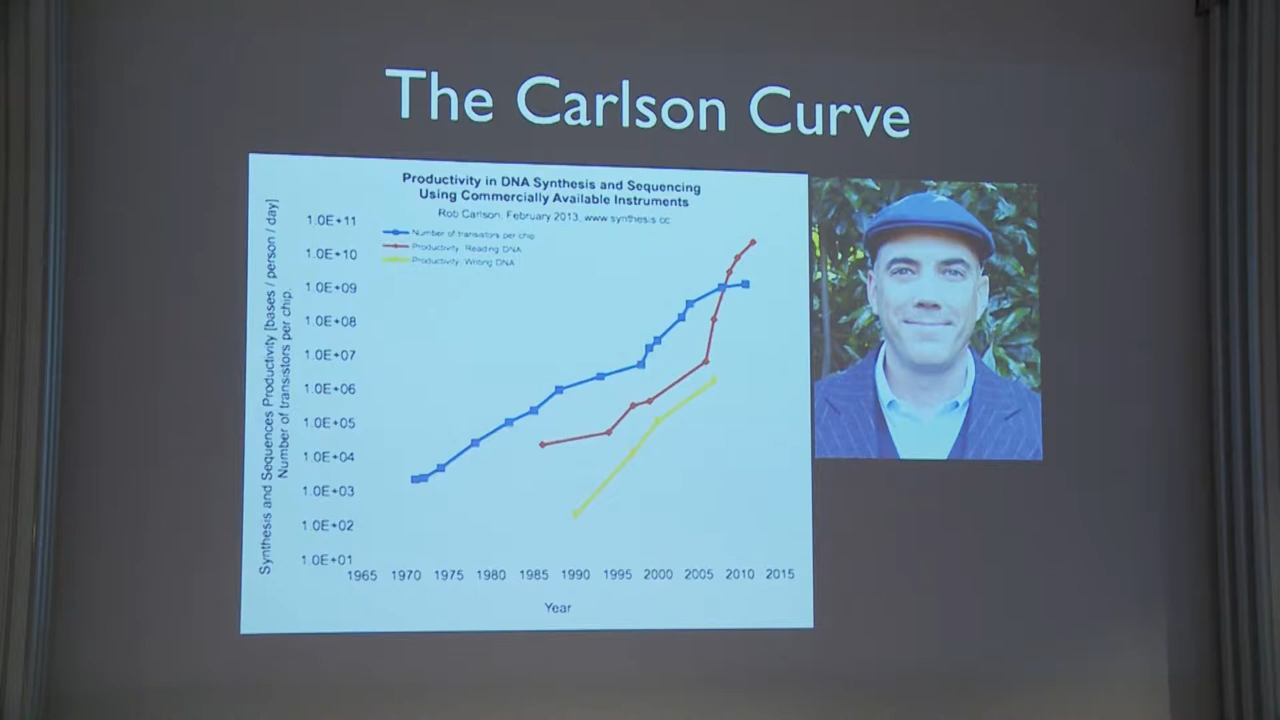 The Carlson Curve
Productivity in DNA Synthesis and Sequencing
Using Commercially Available Instruments
Rob Carlson, February 2013, www.synthesis.cc
Number of transistors per chip
Productivity: Reading DNA
Productivity: Writing DNA
Synthesis and Sequences Productivity [bases / person / day]
Number of transistors per chip.
1.0E+11
1.0E+10
1.0E+09
1.0E+08
1.0E+07
1.0E+06
1.0E+05
1.0E+04
1.0E+03
1.0E+02
1.0E+01
1965 1970 1975 1980 1985 1990 1995 2000 2005 2010 2015
Year